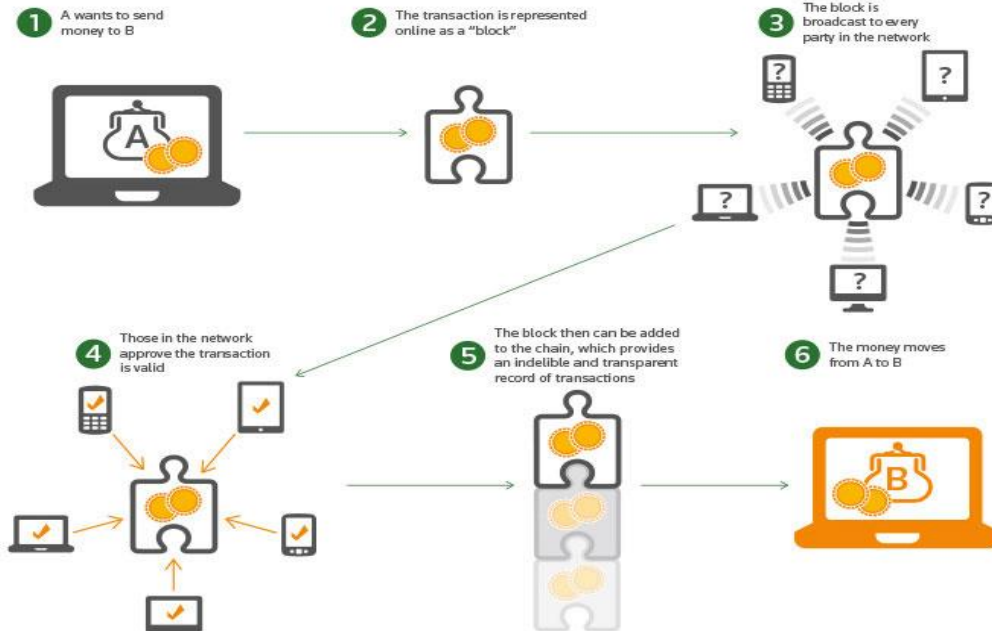 1
A wants to send
money to B
2
The transaction is represented
online as a “block”
3
The block is
broadcast to every
party in the network
A
?
?
?
?
?
4
Those in the network
approve the transaction
is valid
5
The block then can be added
to the chain, which provides
an indelible and transparent
record of transactions
6
The money moves
from A to B
B